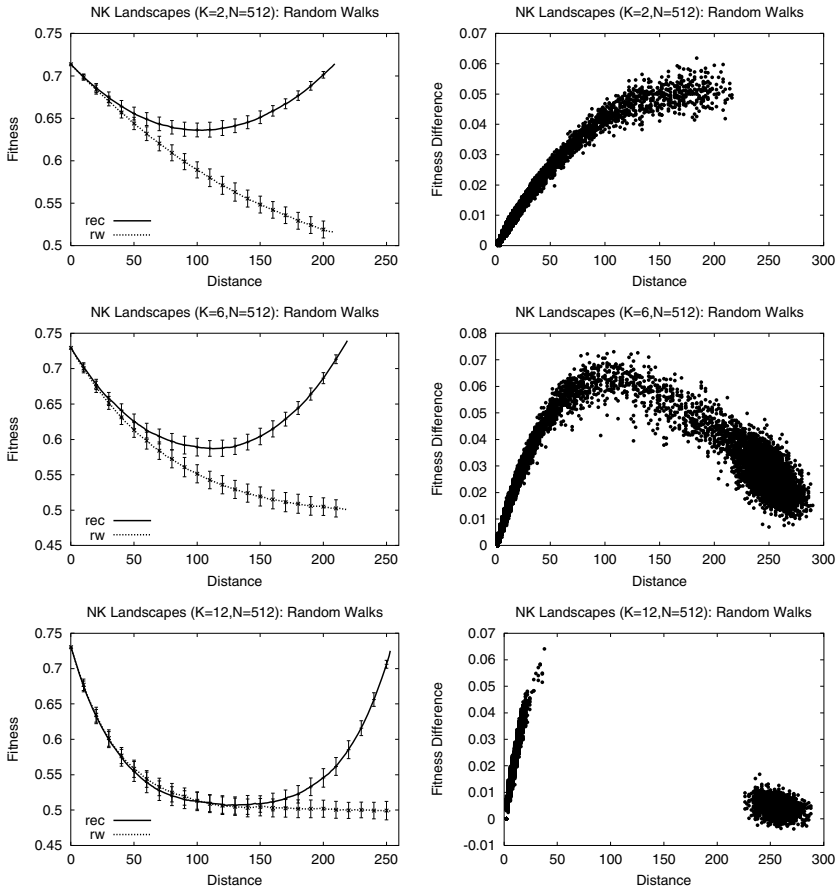 NK Landscapes (K=2,N=512): Random Walks
0.75
0.7
0.65
0.6
0.55
0.5
Fitness
rec
rw
0 50 100 150 200 250
Distance
NK Landscapes (K=2,N=512): Random Walks
0.07
0.06
0.05
0.04
0.03
0.02
0.01
0
Fitness Difference
0 50 100 150 200 250 300
Distance
NK Landscapes (K=6,N=512): Random Walks
0.75
0.7
0.65
0.6
0.55
0.5
0.45
Fitness
rec
rw
0 50 100 150 200 250
Distance
NK Landscapes (K=6,N=512): Random Walks
0.08
0.07
0.06
0.05
0.04
0.03
0.02
0.01
0
Fitness Difference
0 50 100 150 200 250 300
Distance
NK Landscapes (K=12,N=512): Random Walks
0.75
0.7
0.65
0.6
0.55
0.5
0.45
Fitness
rec
rw
0 50 100 150 200 250
Distance
NK Landscapes (K=12,N=512): Random Walks
0.07
0.06
0.05
0.04
0.03
0.02
0.01
0
-0.01
Fitness Difference
0 50 100 150 200 250 300
Distance